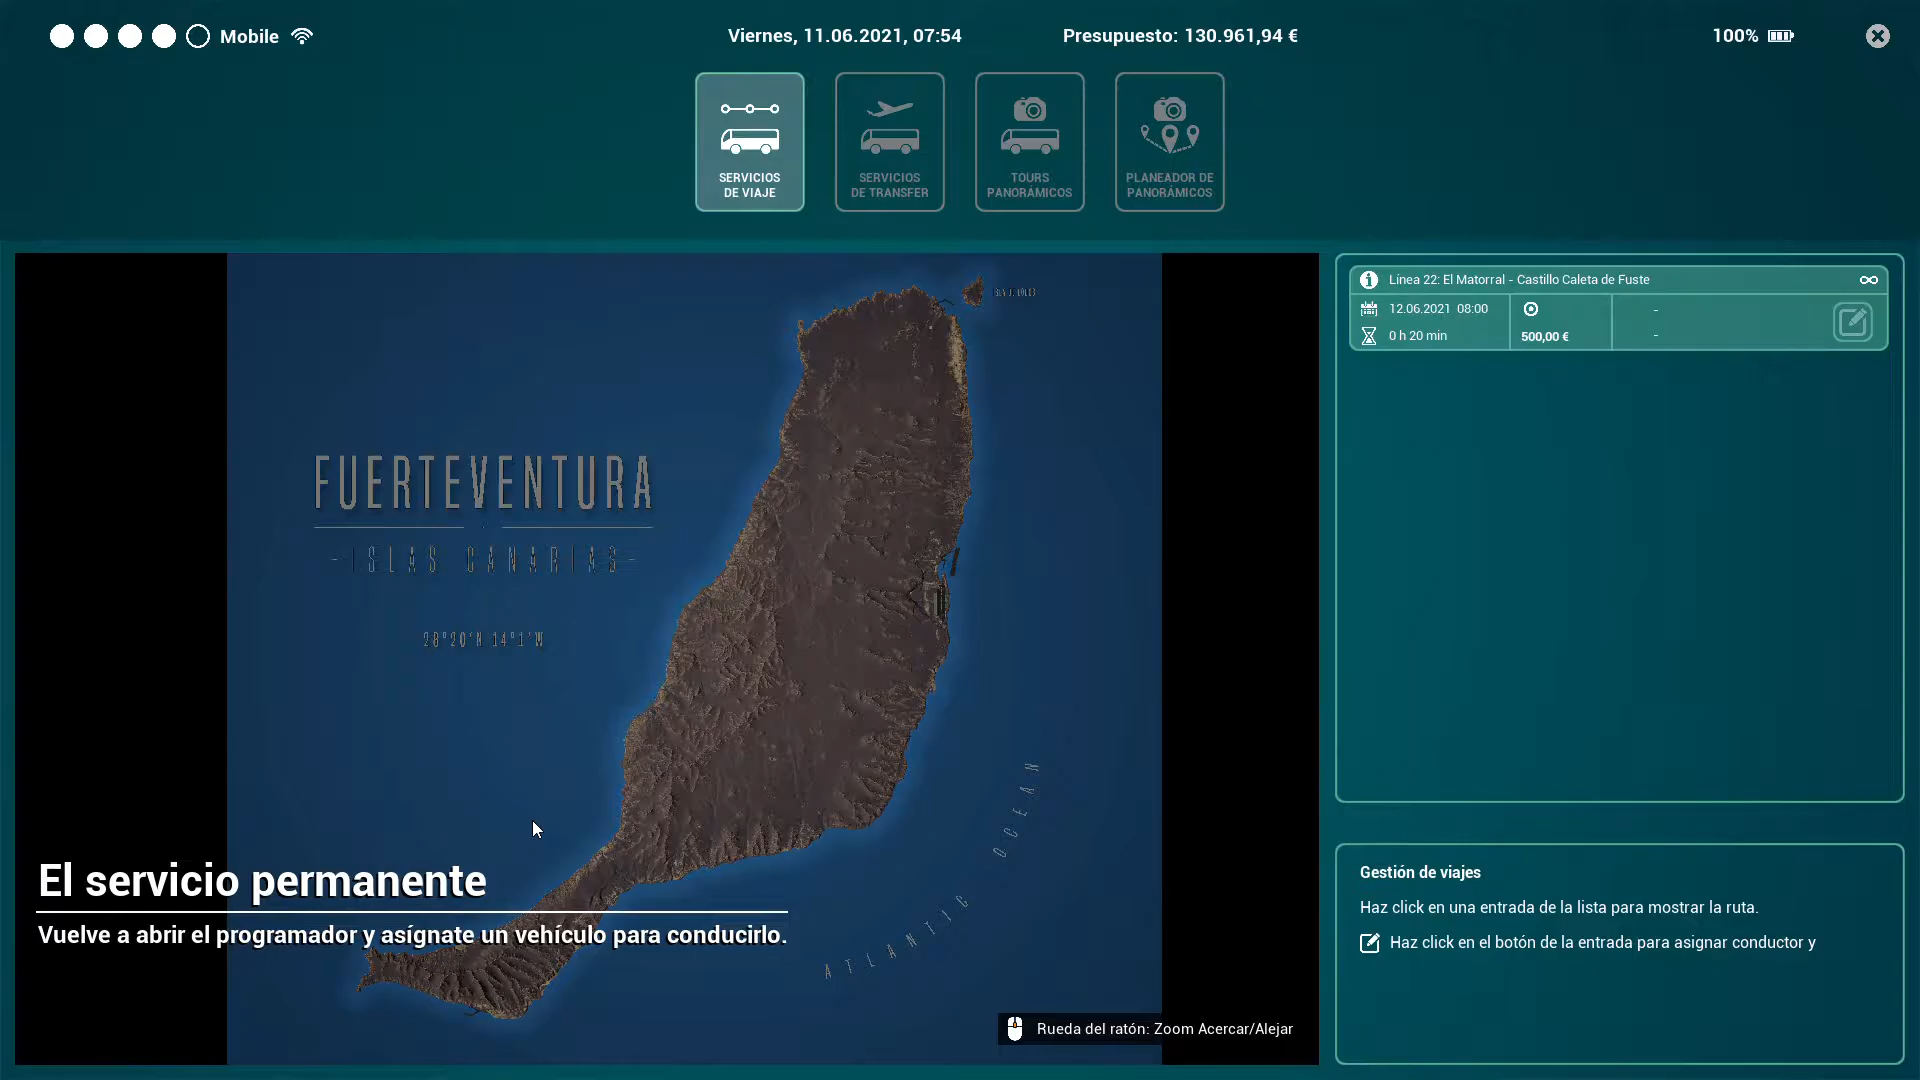 Mobile
Viernes, 11.06.2021, 07:54
Presupuesto: 130.961,94 €
100%
SERVICIOS
DE VIAJE
SERVICIOS
DE TRANSFER
TOURS
PANORÁMICOS
PLANEADOR DE
PANORÁMICOS
FUERTEVENTURA
ISLAS CANARIAS
28°20'N 14°1'W
ATLANTIC OCEAN
El servicio permanente
Vuelve a abrir el programador y asígnate un vehículo para conducirlo.
Rueda del ratón: Zoom Acercar/Alejar
Línea 22: El Matorral - Castillo Caleta de Fuste
12.06.2021 08:00
-
0 h 20 min
500,00 €
-
Gestión de viajes
Haz click en una entrada de la lista para mostrar la ruta.
Haz click en el botón de la entrada para asignar conductor y